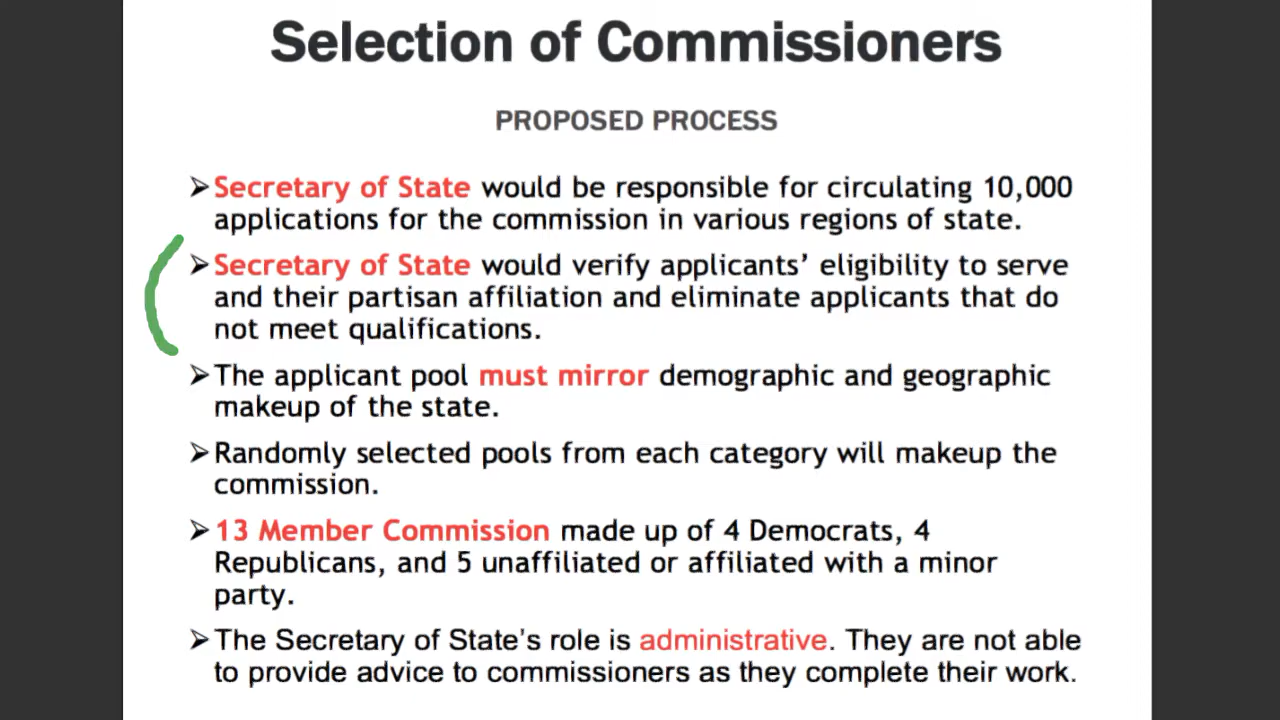 Selection of Commissioners
PROPOSED PROCESS
➢Secretary of State would be responsible for circulating 10,000
applications for the commission in various regions of state.
➢Secretary of State would verify applicants’ eligibility to serve
and their partisan affiliation and eliminate applicants that do
not meet qualifications.
➢The applicant pool must mirror demographic and geographic
makeup of the state.
➢Randomly selected pools from each category will makeup the
commission.
➢13 Member Commission made up of 4 Democrats, 4
Republicans, and 5 unaffiliated or affiliated with a minor
party.
➢The Secretary of State’s role is administrative. They are not able
to provide advice to commissioners as they complete their work.